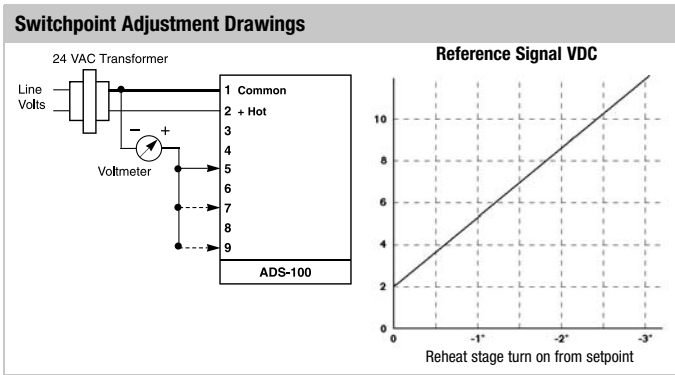 Switchpoint Adjustment Drawings
24 VAC Transformer
Line
Volts
1 Common
2 + Hot
3
4
5
6
7
8
9
− +
Voltmeter
ADS-100
Reference Signal VDC
10
8
6
4
2
0
0 -1° -2° -3°
Reheat stage turn on from setpoint